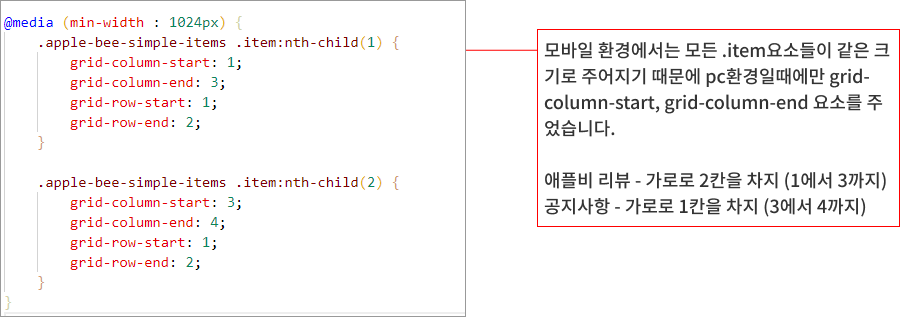 @media (min-width : 1024px) {
.apple-bee-simple-items .item:nth-child(1) {
grid-column-start: 1;
grid-column-end: 3;
grid-row-start: 1;
grid-row-end: 2;
}
.apple-bee-simple-items .item:nth-child(2) {
grid-column-start: 3;
grid-column-end: 4;
grid-row-start: 1;
grid-row-end: 2;
}
}
모바일 환경에서는 모든 .item요소들이 같은 크
기로 주어지기 때문에 pc환경일때에만 grid-
column-start, grid-column-end 요소를 주
었습니다.
애플비 리뷰 - 가로로 2칸을 차지 (1에서 3까지)
공지사항 - 가로로 1칸을 차지 (3에서 4까지)